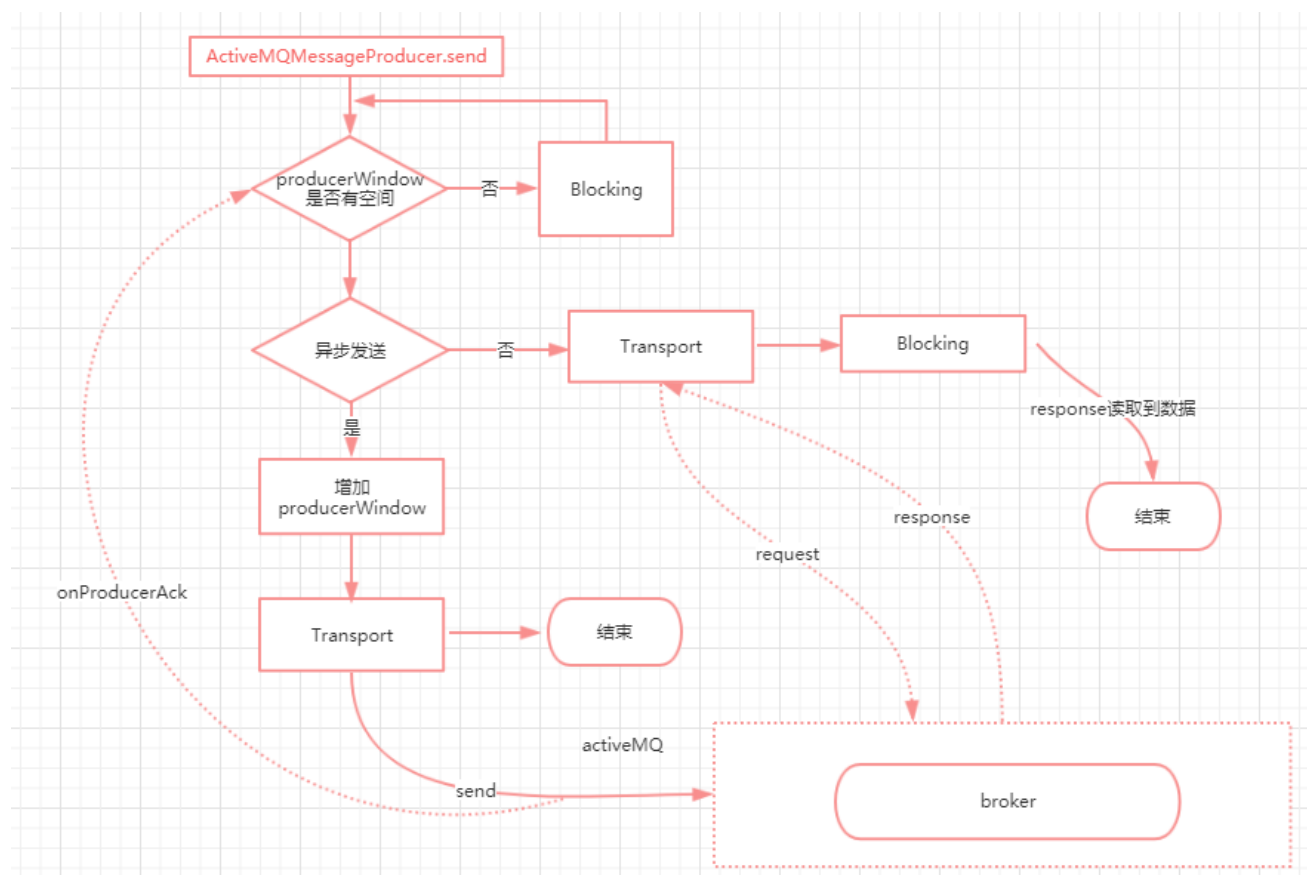 ActiveMQMessageProducer.send
producerWindow
是否有空间
否
Blocking
异步发送
否
Transport
Blocking
response读取到数据
是
增加
producerWindow
response
结束
request
onProducerAck
Transport
结束
activeMQ
send
broker